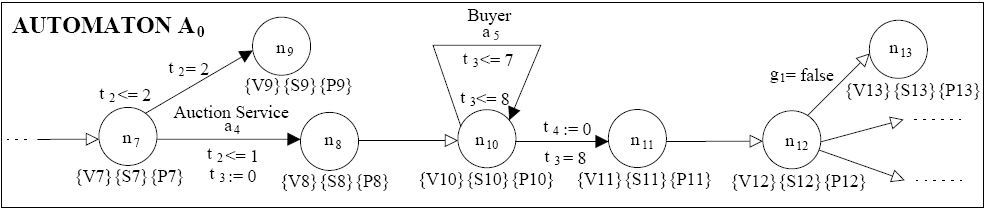 AUTOMATON A0
Buyer
a5
t3<= 7
t3<= 8
n9
{V9}{S9}{P9}
t2= 2
t2<= 2
n13
{V13}{S13}{P13}
g1= false
Auction Service
a4
n7
{V7}{S7}{P7}
t2<= 1
t3:= 0
n8
{V8}{S8}{P8}
n10
{V10}{S10}{P10}
t4 := 0
t3= 8
n11
{V11}{S11}{P11}
n12
{V12}{S12}{P12}